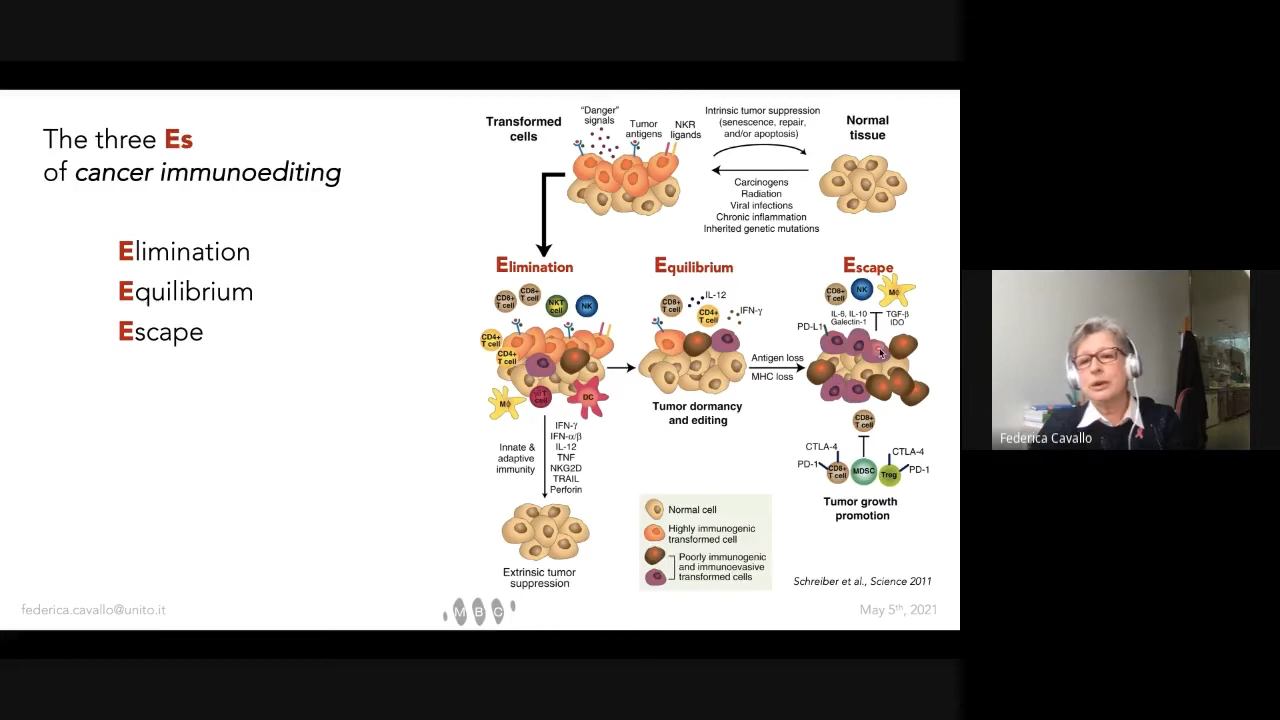 The three Es
of cancer immunoediting
Elimination
Equilibrium
Escape
Transformed
cells
"Danger"
signals
Tumor
antigens
NKR
ligands
Intrinsic tumor suppression
(senescence, repair,
and/or apoptosis)
Normal
tissue
Carcinogens
Radiation
Viral infections
Chronic inflammation
Inherited genetic mutations
Elimination
CD8+
T cell
CD8+
T cell
NKT
cell
NK
CD4+
T cell
CD4+
T cell
Mϕ
γδT
cell
DC
Innate &
adaptive
immunity
IFN-γ
IFN-α/β
IL-12
TNF
NKG2D
TRAIL
Perforin
Extrinsic tumor
suppression
Equilibrium
CD8+
T cell
IL-12
CD4+
T cell
IFN-γ
Tumor dormancy
and editing
Antigen loss
MHC loss
Escape
CD8+
T cell
NK
Mϕ
IL-6, IL-10
Galectin-1
TGF-β
IDO
PD-L1
CD8+
T cell
CTLA-4
PD-1
CD8+
T cell
MDSC
Treg
CTLA-4
PD-1
Tumor growth
promotion
Normal cell
Highly immunogenic
transformed cell
Poorly immunogenic
and immunoevasive
transformed cells
Schreiber et al., Science 2011
federica.cavallo@unito.it
M B C
May 5th, 2021
Federica Cavallo